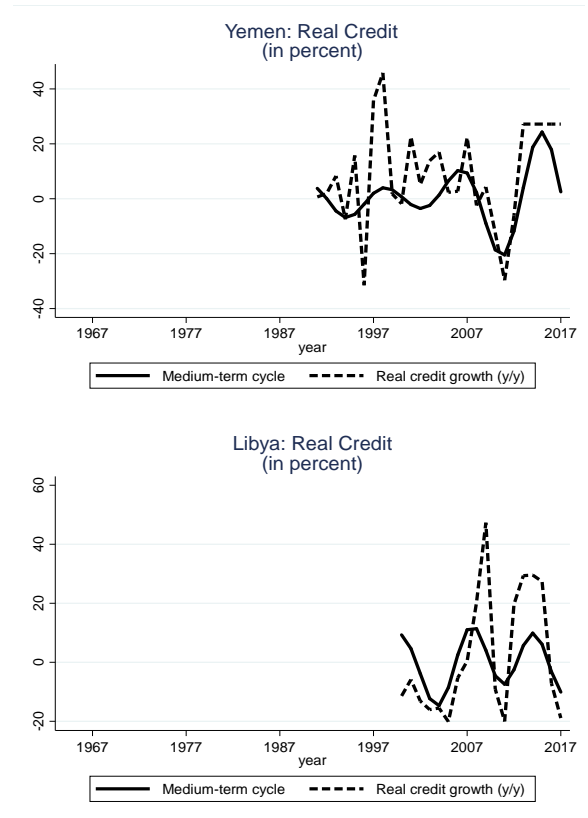 Yemen: Real Credit
(in percent)
40
20
0
-20
-40
1967 1977 1987 1997 2007 2017
year
Medium-term cycle Real credit growth (y/y)
Libya: Real Credit
(in percent)
60
40
20
0
-20
1967 1977 1987 1997 2007 2017
year
Medium-term cycle Real credit growth (y/y)